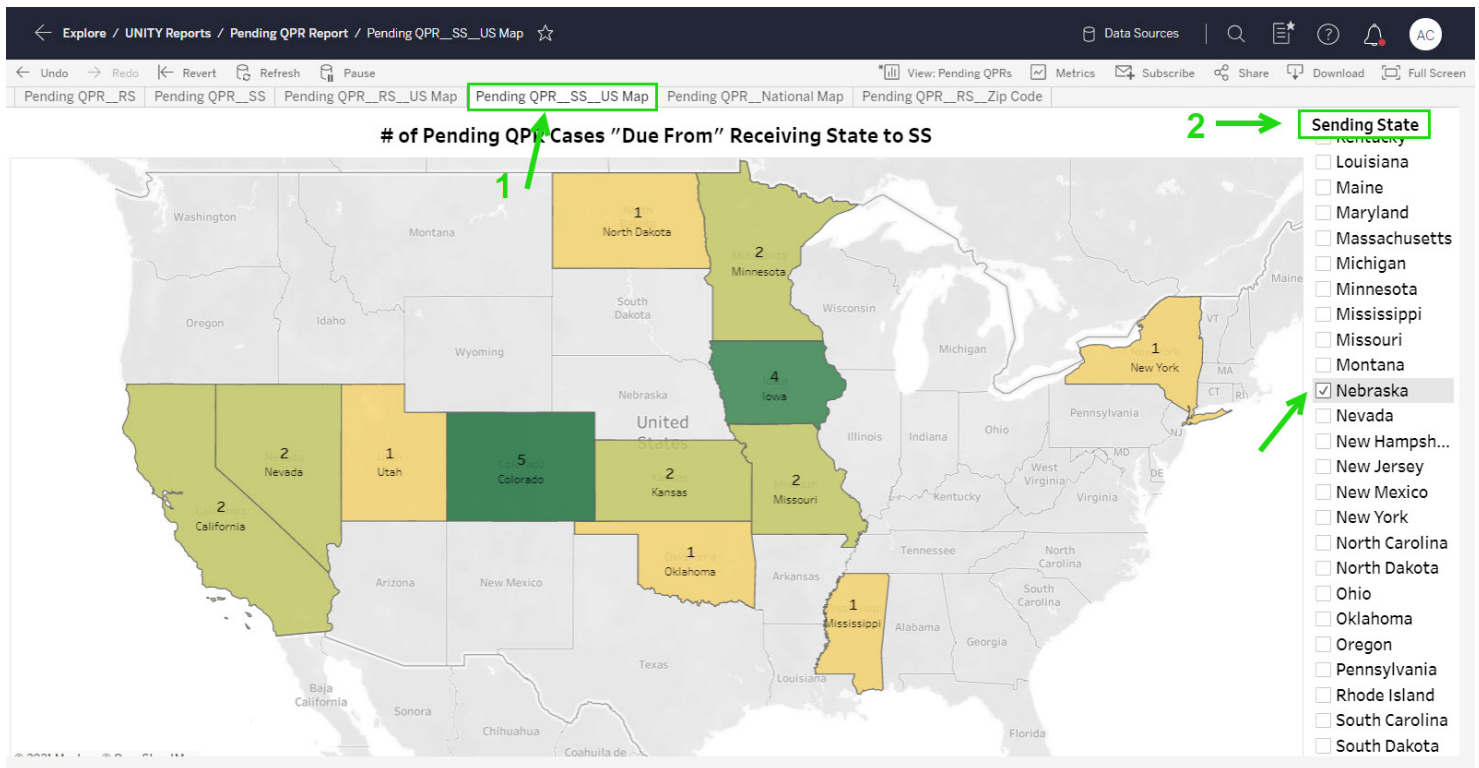 Explore / UNITY Reports / Pending QPR Report / Pending QPR__SS__US Map
Data Sources
AC
Undo Redo Revert Refresh Pause
View: Pending QPRs Metrics Subscribe Share Download Full Screen
Pending QPR__RS Pending QPR__SS Pending QPR__RS__US Map Pending QPR__SS__US Map Pending QPR__National Map Pending QPR__RS__Zip Code
# of Pending QPR Cases "Due From" Receiving State to SS
1
2
Sending State
Kentucky
Louisiana
Maine
Maryland
Massachusetts
Michigan
Minnesota
Mississippi
Missouri
Montana
Nebraska
Nevada
New Hampsh...
New Jersey
New Mexico
New York
North Carolina
North Dakota
Ohio
Oklahoma
Oregon
Pennsylvania
Rhode Island
South Carolina
South Dakota
Washington
Montana
1
North Dakota
2
Minnesota
Maine
Oregon
Idaho
South
Dakota
Wisconsin
VT
Wyoming
Michigan
1
New York
MA
4
Iowa
CT
RI
Nebraska
United
States
Illinois
Indiana
Ohio
Pennsylvania
NJ
2
Nevada
1
Utah
5
Colorado
2
Kansas
2
Missouri
MD
DE
West
Virginia
Virginia
Kentucky
2
California
1
Oklahoma
Tennessee
North
Carolina
Arizona
New Mexico
Arkansas
South
Carolina
1
Mississippi
Alabama
Georgia
Texas
Louisiana
Baja
California
Sonora
Chihuahua
Coahuila de
Florida